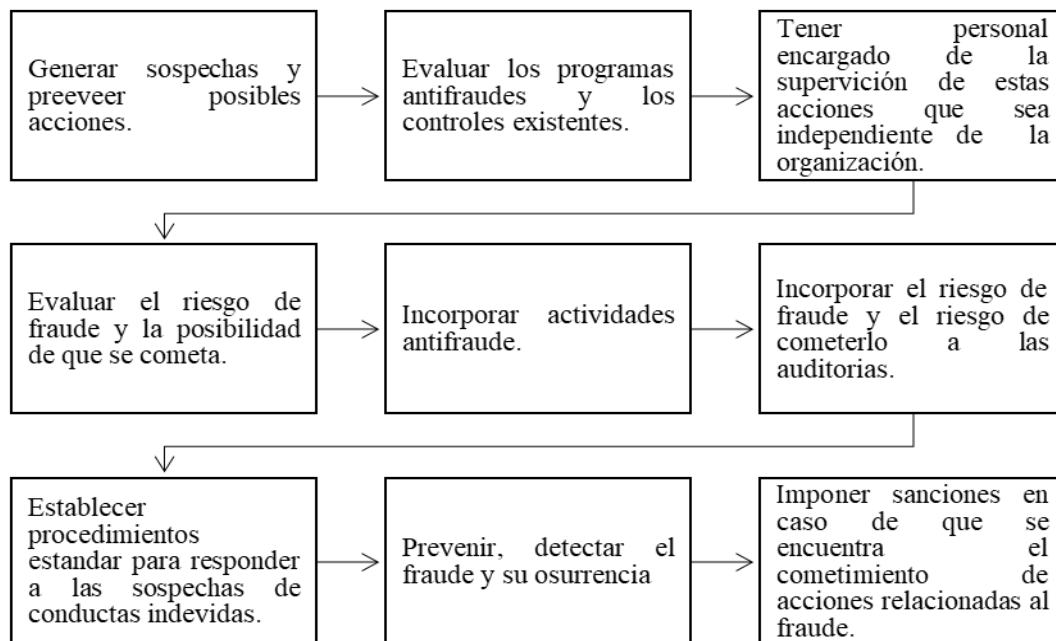 Generar sospechas y
preeveer posibles
acciones.
Evaluar los programas
antifraudes y los
controles existentes.
Tener personal
encargado de la
supervición de estas
acciones que sea
independiente de la
organización.
Evaluar el riesgo de
fraude y la posibilidad
de que se cometa.
Incorporar actividades
antifraude.
Incorporar el riesgo de
fraude y el riesgo de
cometerlo a las
auditorias.
Establecer
procedimientos
estandar para responder
a las sospechas de
conductas indevidas.
Prevenir, detectar el
fraude y su osurrencia
Imponer sanciones en
caso de que se
encuentra el
cometimiento de
acciones relacionadas al
fraude.